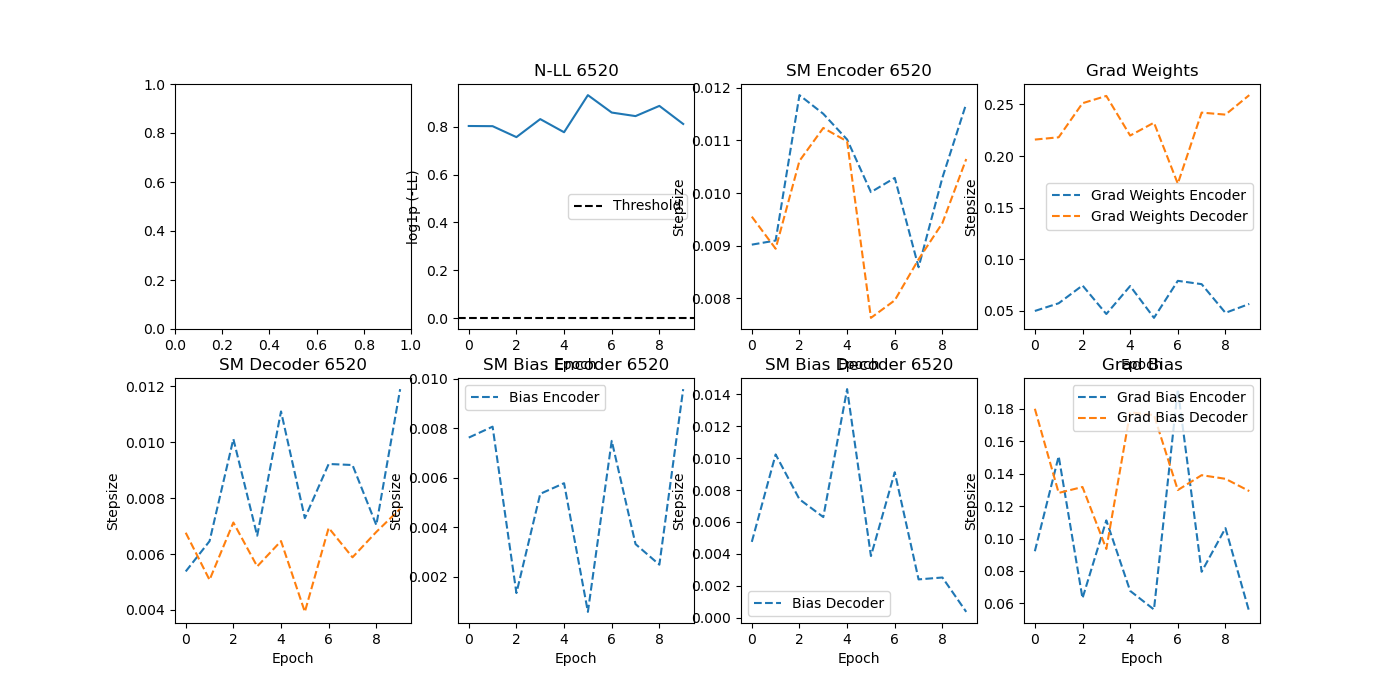 N-LL 6520
SM Encoder 6520
Grad Weights
1.0
0.8
0.6
0.4
0.2
0.0
0.0 0.2 0.4 0.6 0.8 1.0
log1p (-LL)
0.8
0.6
0.4
0.2
0.0
Threshold
0 2 4 6 8
Epoch
Stepsize
0.012
0.011
0.010
0.009
0.008
0 2 4 6 8
Epoch
Stepsize
0.25
0.20
0.15
0.10
0.05
Grad Weights Encoder
Grad Weights Decoder
0 2 4 6 8
Epoch
SM Decoder 6520
SM Bias Encoder 6520
SM Bias Decoder 6520
Grad Bias
Stepsize
0.012
0.010
0.008
0.006
0.004
0 2 4 6 8
Epoch
Stepsize
0.010
0.008
0.006
0.004
0.002
Bias Encoder
0 2 4 6 8
Epoch
Stepsize
0.014
0.012
0.010
0.008
0.006
0.004
0.002
0.000
Bias Decoder
0 2 4 6 8
Epoch
Stepsize
0.18
0.16
0.14
0.12
0.10
0.08
0.06
Grad Bias Encoder
Grad Bias Decoder
0 2 4 6 8
Epoch